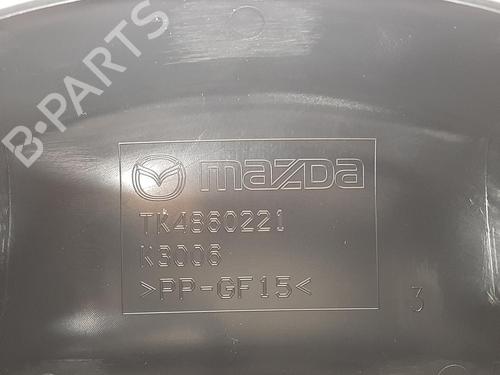 B-PARTS
mazda
TK4860221
K3006
>PP-GF15<
3